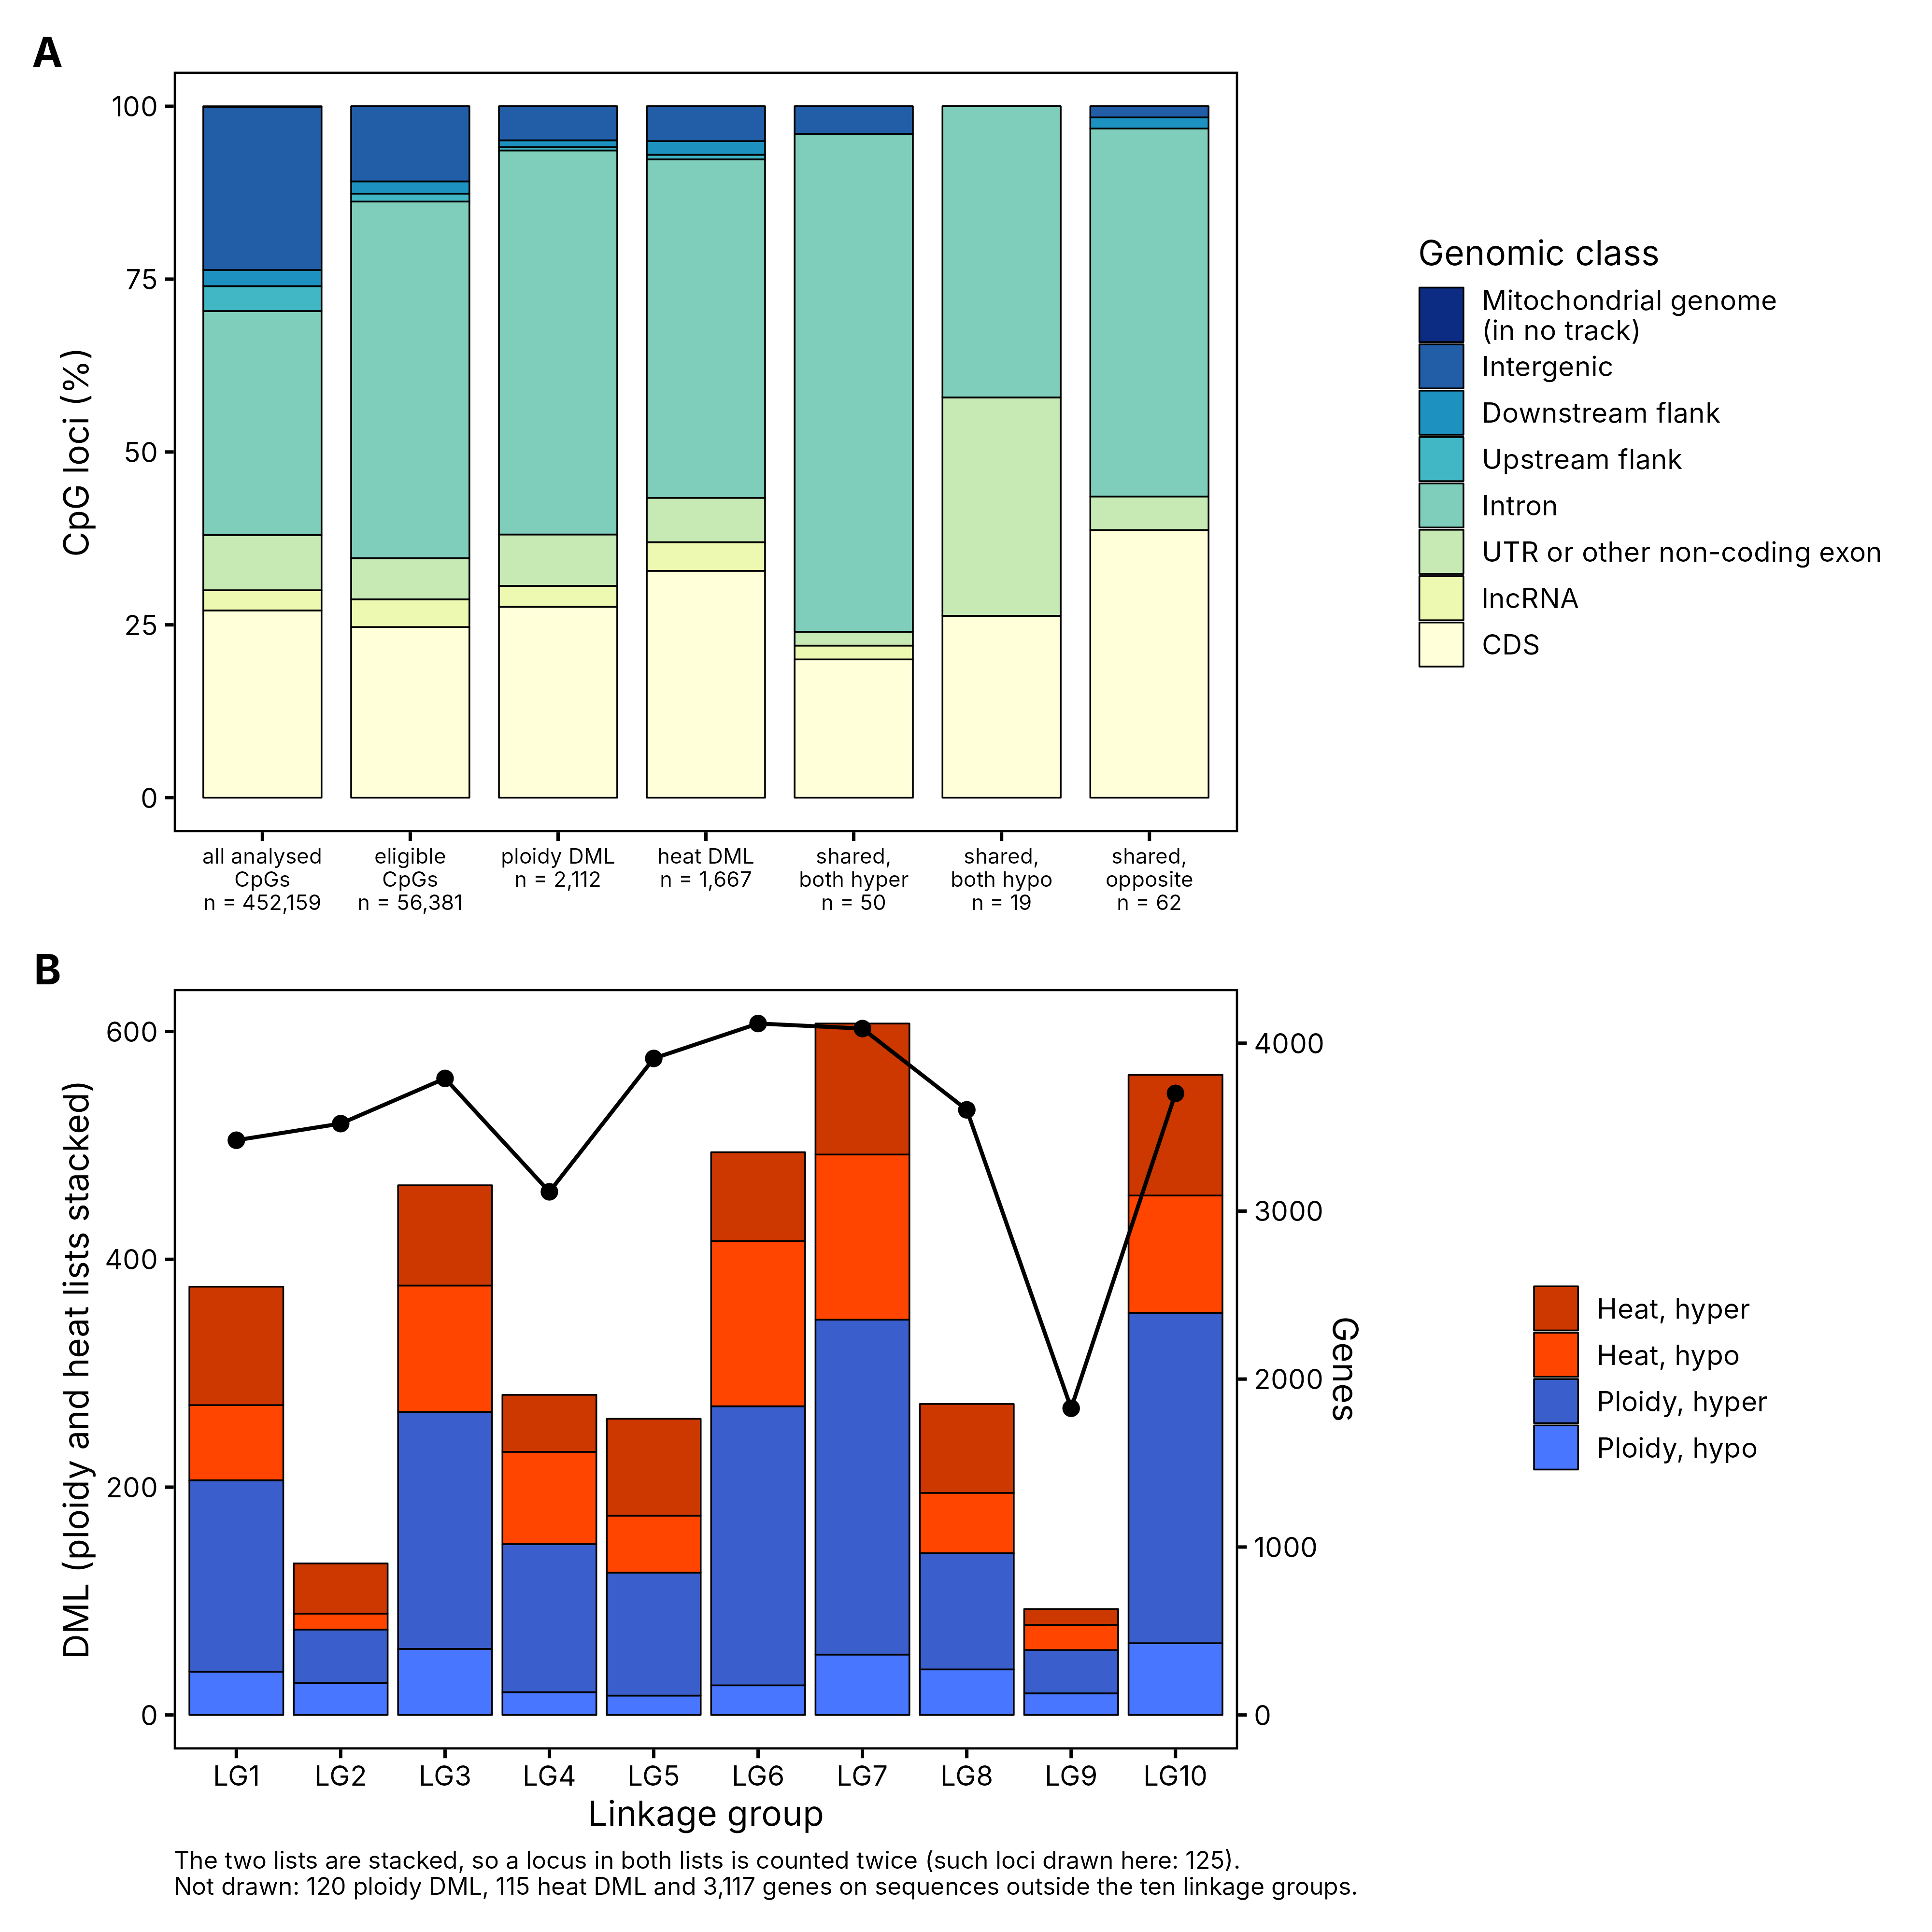 A
CpG loci (%)
100
75
50
25
0
all analysed
CpGs
n = 452,159
eligible
CpGs
n = 56,381
ploidy DML
n = 2,112
heat DML
n = 1,667
shared,
both hyper
n = 50
shared,
both hypo
n = 19
shared,
opposite
n = 62
Genomic class
Mitochondrial genome
(in no track)
Intergenic
Downstream flank
Upstream flank
Intron
UTR or other non-coding exon
lncRNA
CDS
B
DML (ploidy and heat lists stacked)
600
400
200
0
4000
3000
2000
1000
0
Genes
LG1
LG2
LG3
LG4
LG5
LG6
LG7
LG8
LG9
LG10
Linkage group
Heat, hyper
Heat, hypo
Ploidy, hyper
Ploidy, hypo
The two lists are stacked, so a locus in both lists is counted twice (such loci drawn here: 125).
Not drawn: 120 ploidy DML, 115 heat DML and 3,117 genes on sequences outside the ten linkage groups.